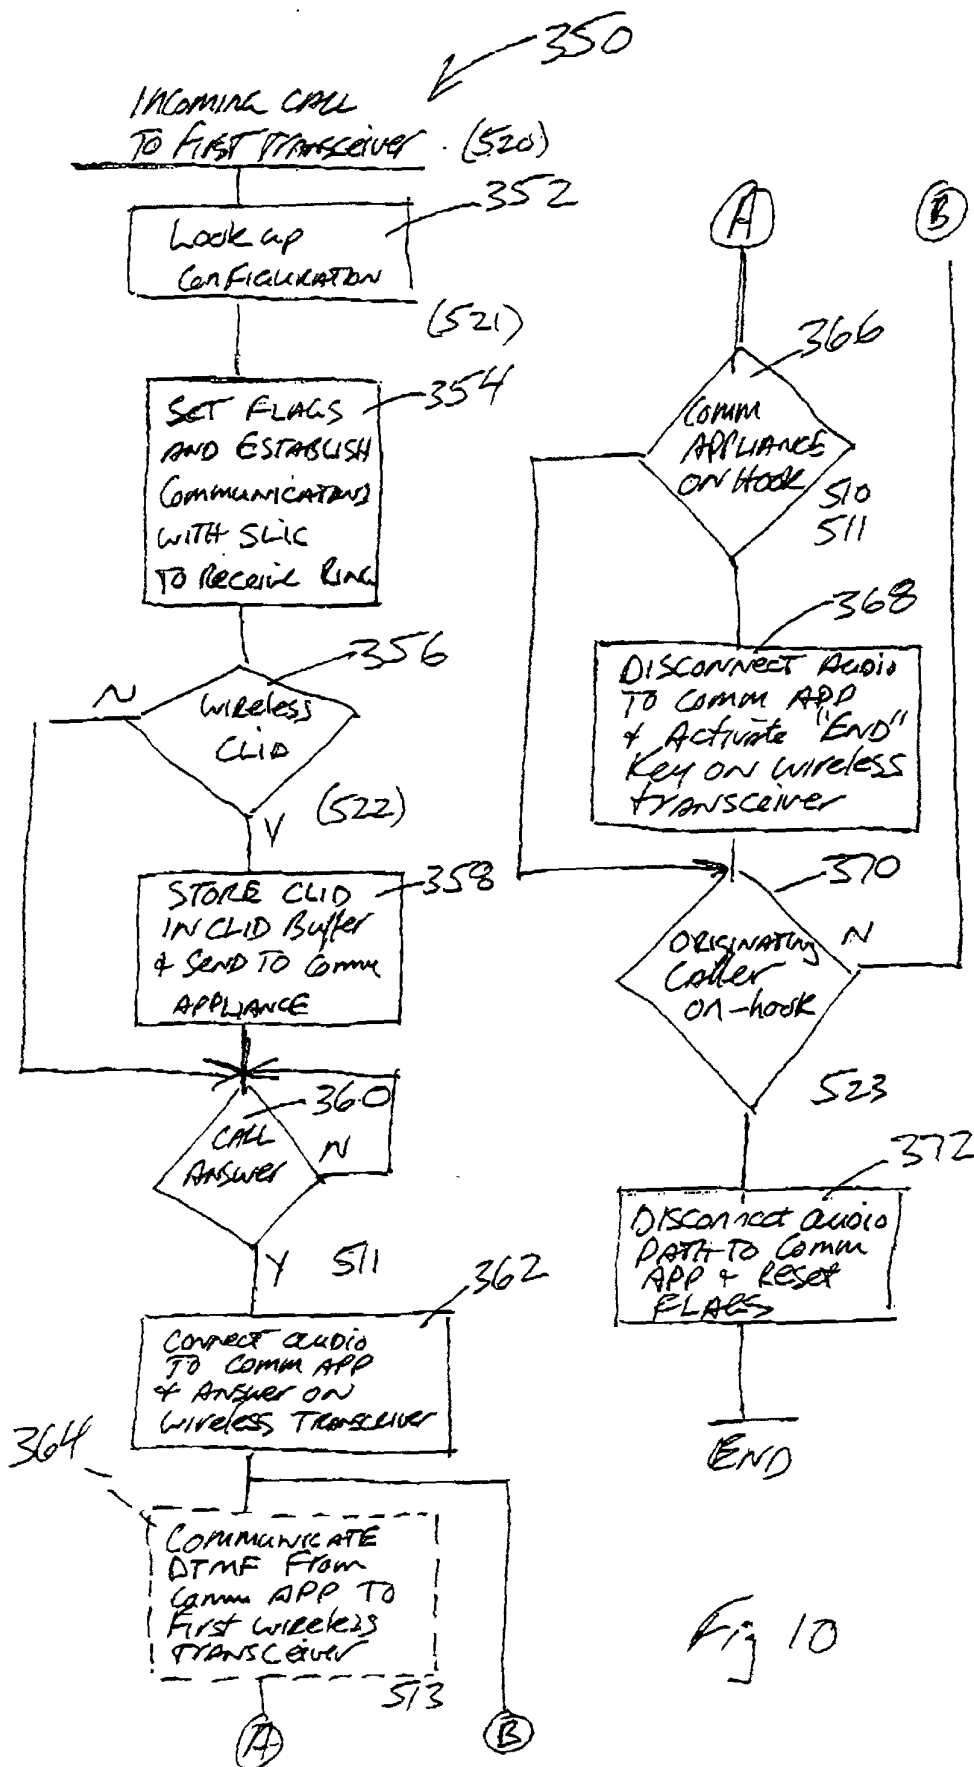 350
INCOMING CALL
TO FIRST TRANSCEIVER (520)
352
Look up
CONFIGURATION
(521)
354
SET FLAGS
AND ESTABLISH
COMMUNICATIONS
WITH SLIC
TO RECEIVE RING
356
N
WIRELESS
CLID
Y
(522)
358
STORE CLID
IN CLID Buffer
& SEND TO Comm
APPLIANCE
360
CALL
ANSWER
N
Y
511
362
CONNECT AUDIO
TO COMM APP
& ANSWER ON
WIRELESS TRANSCEIVER
364
COMMUNICATE
DTMF From
Comm APP TO
First WIRELESS
TRANSCEIVER
513
A
B
A
B
366
Comm
APPLIANCE
ON HOOK
510
511
368
DISCONNECT AUDIO
TO COMM APP
& Activate "END"
Key ON WIRELESS
TRANSCEIVER
370
ORIGINATING
Caller
ON-hook
N
523
372
Disconnect audio
PATH TO Comm
APP & Reset
FLAGS
END
Fig 10